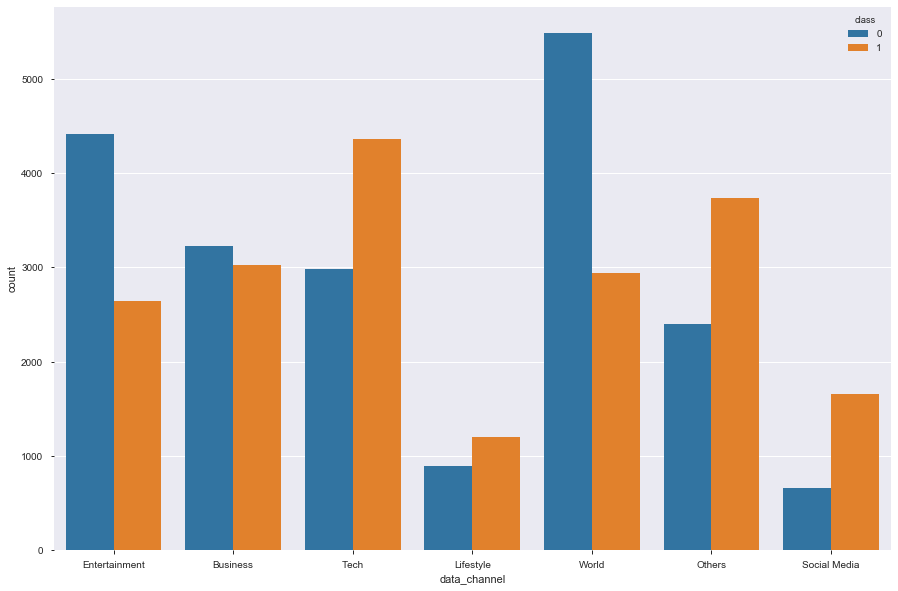 class
0
1
5000
4000
3000
2000
1000
0
count
Entertainment Business Tech Lifestyle World Others Social Media
data_channel